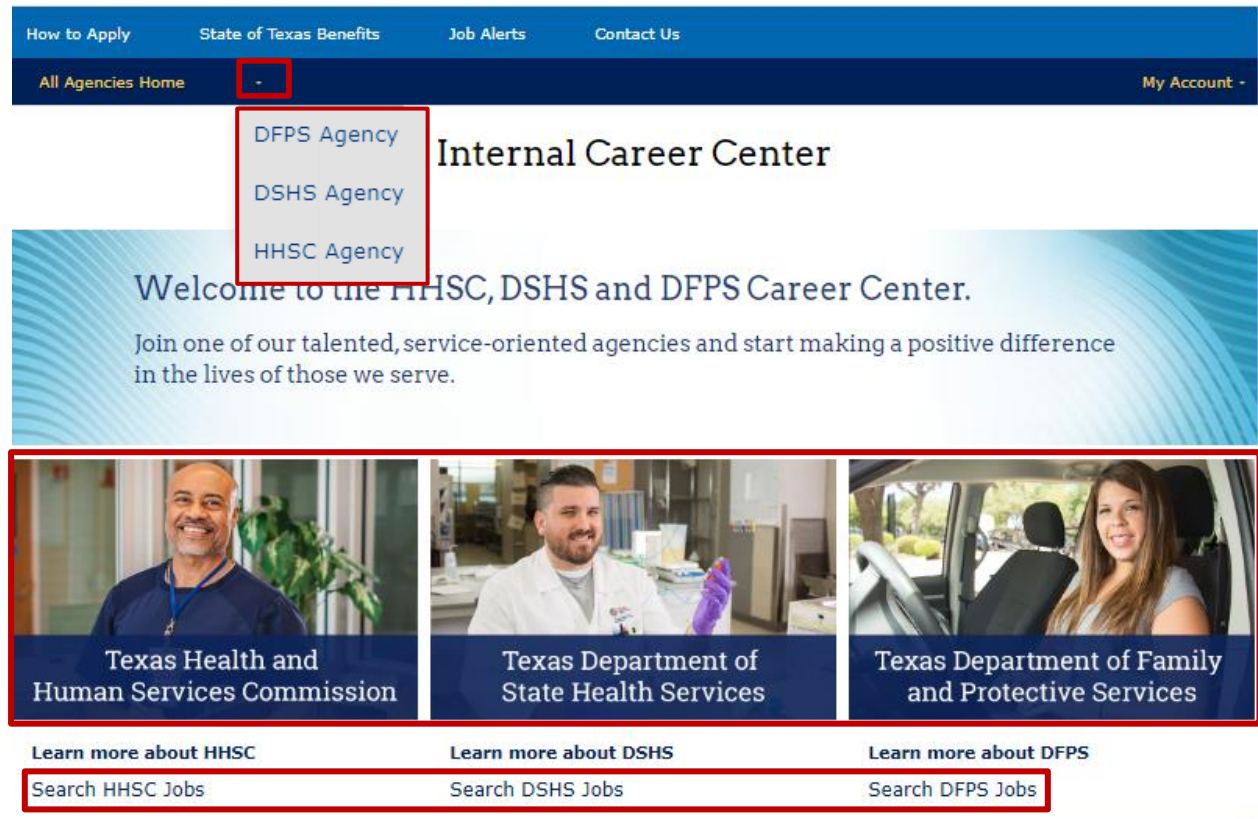 How to Apply State of Texas Benefits Job Alerts Contact Us
All Agencies Home - My Account -
DFPS Agency
DSHS Agency
HHSC Agency
Internal Career Center
Welcome to the HHSC, DSHS and DFPS Career Center.
Join one of our talented, service-oriented agencies and start making a positive difference
in the lives of those we serve.
Texas Health and
Human Services Commission
Texas Department of
State Health Services
Texas Department of Family
and Protective Services
Learn more about HHSC Learn more about DSHS Learn more about DFPS
Search HHSC Jobs Search DSHS Jobs Search DFPS Jobs